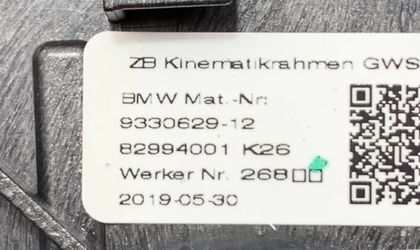 ZB Kinematikrahmen GWS
BMW Mat.-Nr:
9330629-12
82994001 K26
Werker Nr. 268□□
2019-05-30